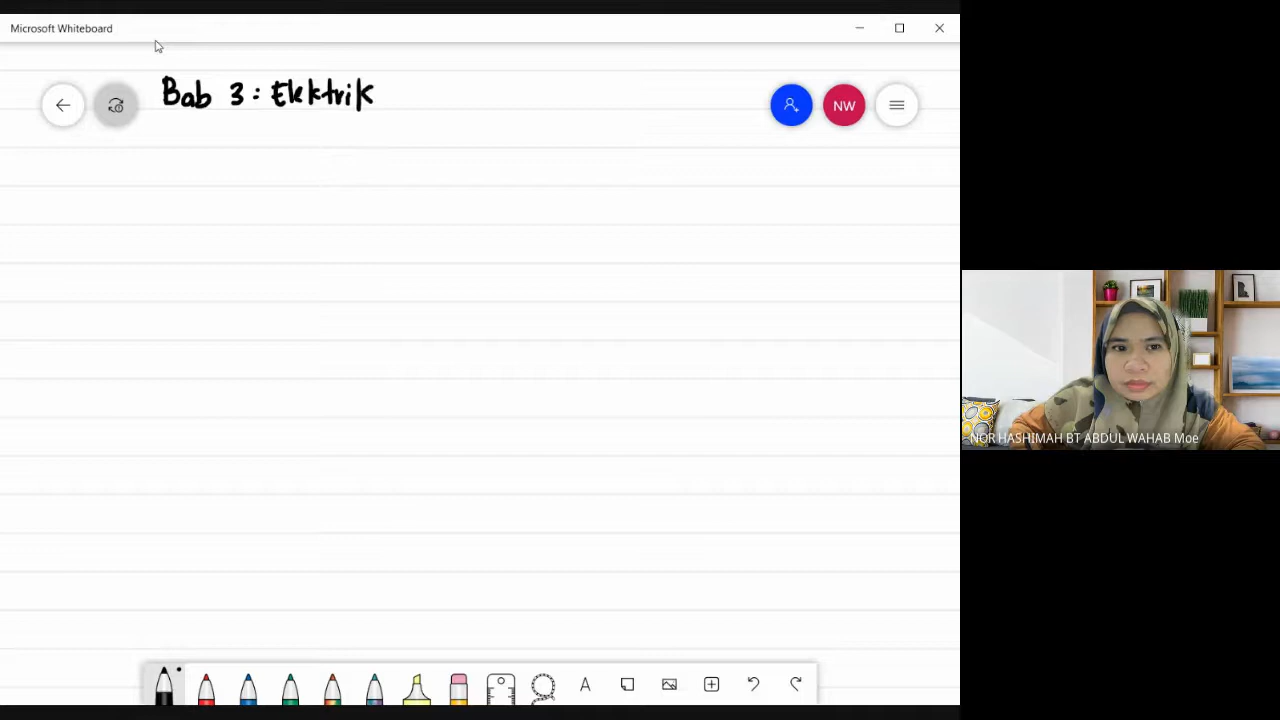 Microsoft Whiteboard
Bab 3 : Elektrik
NW
NOR HASHIMAH BT ABDUL WAHAB Moe
A